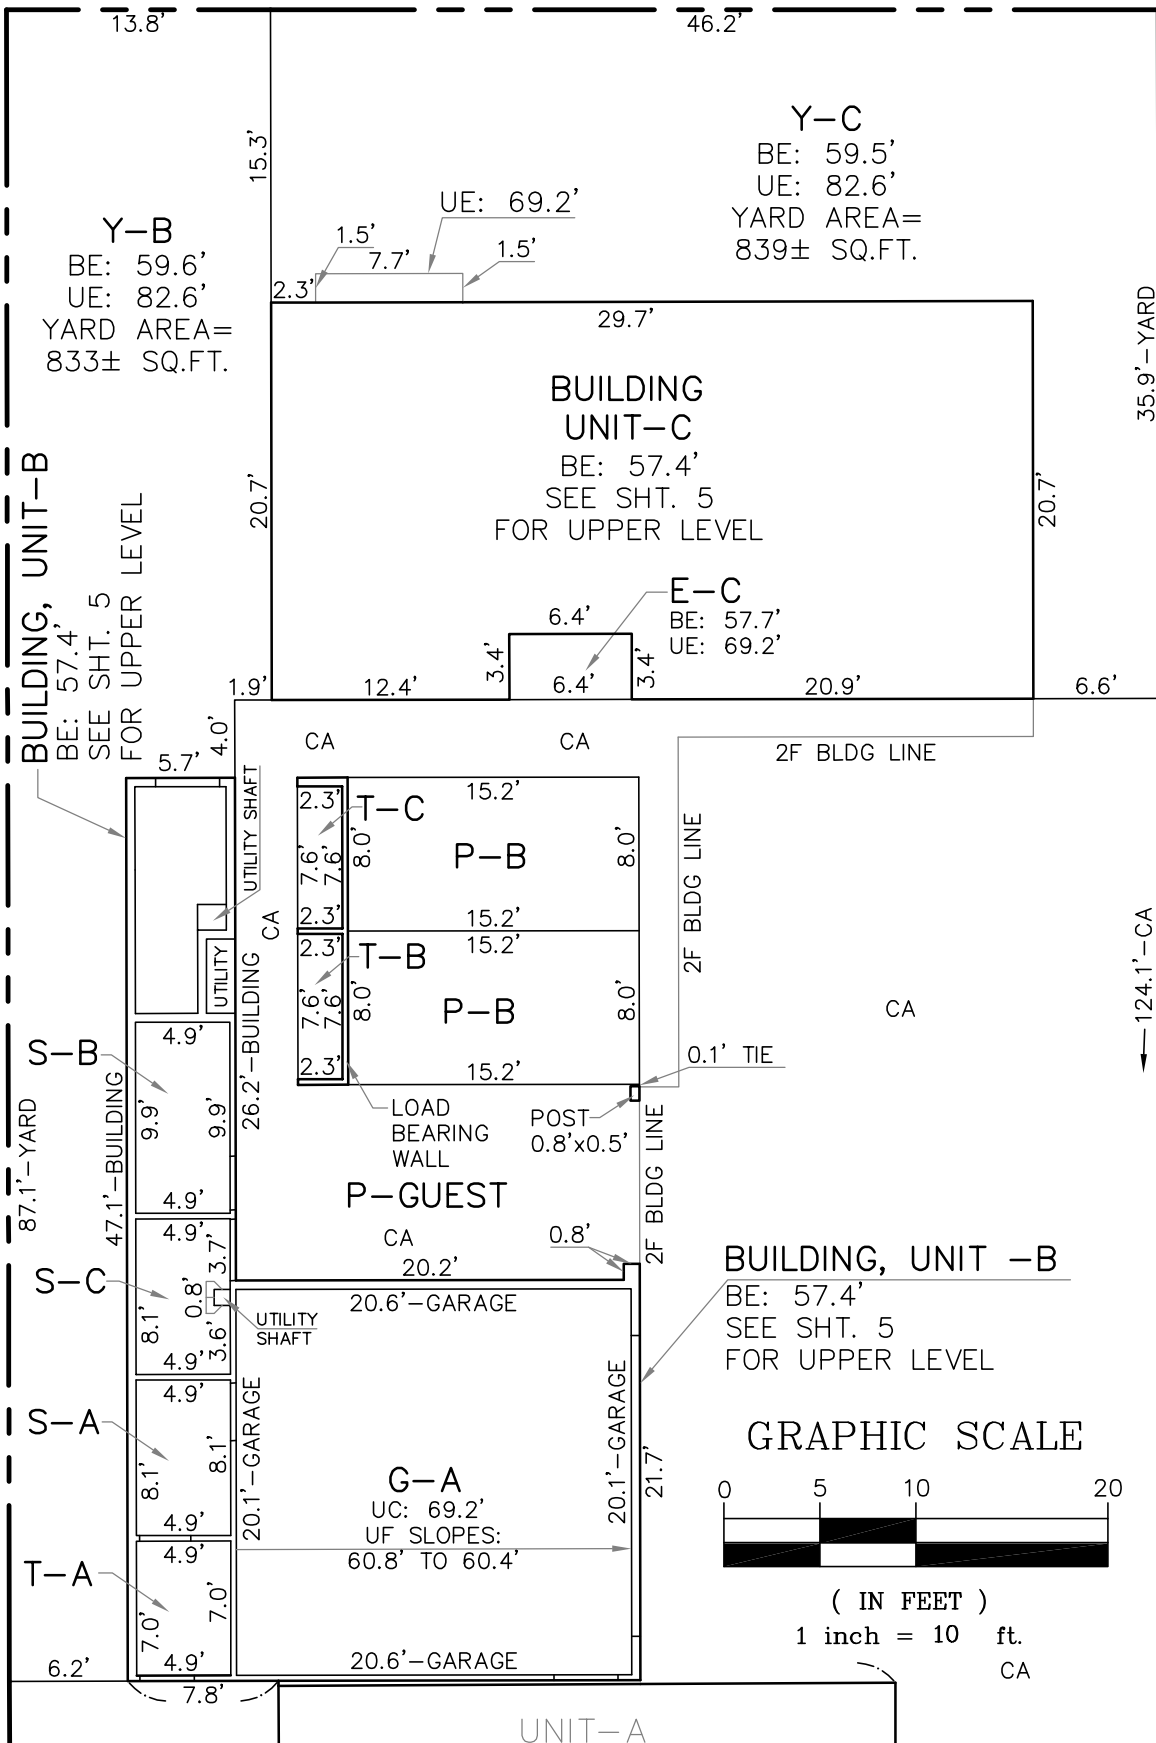 13.8'
46.2'
15.3'
Y-C
BE: 59.5'
UE: 82.6'
YARD AREA=
839± SQ.FT.
Y-B
BE: 59.6'
UE: 82.6'
YARD AREA=
833± SQ.FT.
UE: 69.2'
1.5'
7.7'
1.5'
2.3'
29.7'
35.9'-YARD
BUILDING
UNIT-C
BE: 57.4'
SEE SHT. 5
FOR UPPER LEVEL
20.7'
20.7'
BUILDING, UNIT-B
BE: 57.4'
SEE SHT. 5
FOR UPPER LEVEL
E-C
BE: 57.7'
UE: 69.2'
6.4'
3.4'
3.4'
1.9'
12.4'
6.4'
20.9'
6.6'
4.0'
CA
CA
2F BLDG LINE
5.7'
UTILITY SHAFT
2.3'
T-C
15.2'
7.6'
7.6'
8.0'
P-B
8.0'
2F BLDG LINE
2.3'
15.2'
CA
2.3'
T-B
15.2'
UTILITY
7.6'
7.6'
8.0'
P-B
8.0'
CA
124.1'-CA
2.3'
15.2'
0.1' TIE
26.2'-BUILDING
S-B
4.9'
9.9'
9.9'
4.9'
47.1'-BUILDING
87.1'-YARD
LOAD
BEARING
WALL
POST
0.8'x0.5'
2F BLDG LINE
P-GUEST
CA
0.8'
20.2'
S-C
4.9'
3.7'
0.8'
8.1'
3.6'
4.9'
UTILITY
SHAFT
20.6'-GARAGE
BUILDING, UNIT -B
BE: 57.4'
SEE SHT. 5
FOR UPPER LEVEL
S-A
4.9'
8.1'
8.1'
4.9'
20.1'-GARAGE
20.1'-GARAGE
21.7'
G-A
UC: 69.2'
UF SLOPES:
60.8' TO 60.4'
GRAPHIC SCALE
0 5 10 20
( IN FEET )
1 inch = 10 ft.
T-A
4.9'
7.0'
7.0'
4.9'
20.6'-GARAGE
6.2'
7.8'
CA
UNIT-A